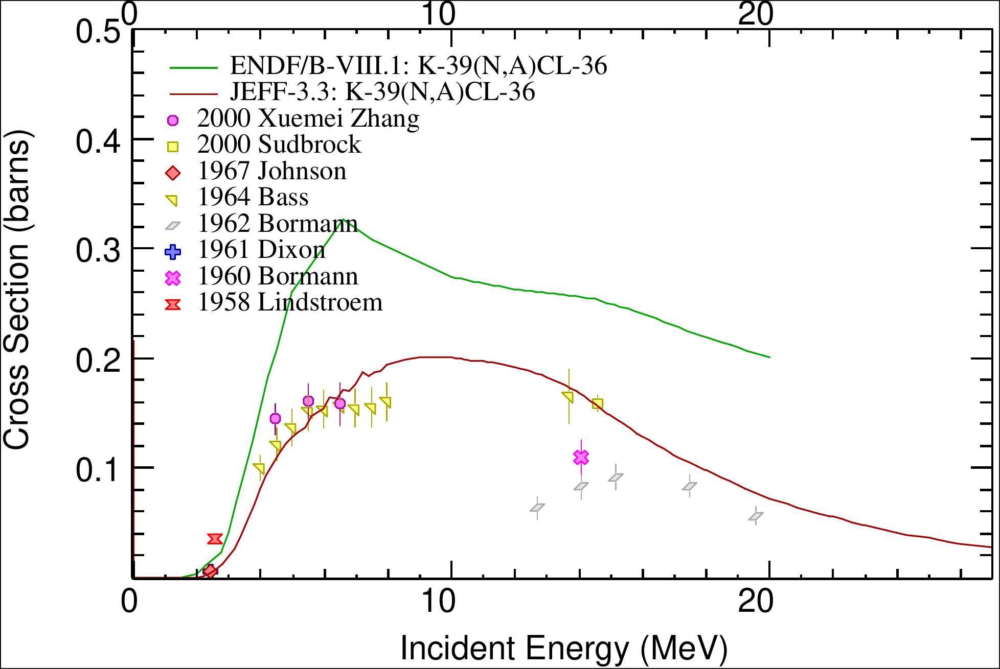 0 10 20
0.5
0.4
0.3
0.2
0.1
Cross Section (barns)
ENDF/B-VIII.1: K-39(N,A)CL-36
JEFF-3.3: K-39(N,A)CL-36
2000 Xuemei Zhang
2000 Sudbrock
1967 Johnson
1964 Bass
1962 Bormann
1961 Dixon
1960 Bormann
1958 Lindstroem
0 10 20
Incident Energy (MeV)